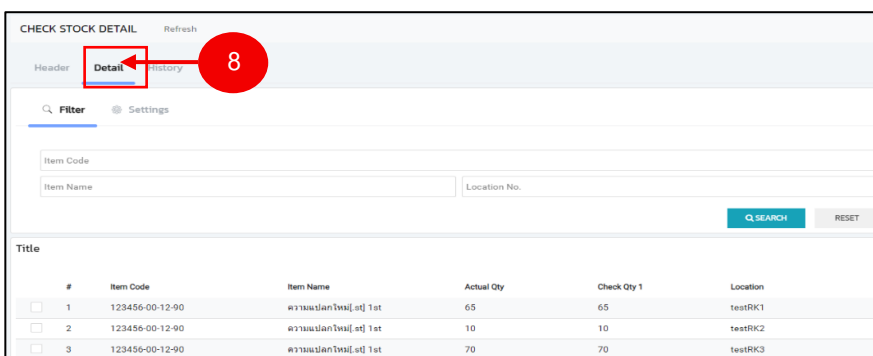 CHECK STOCK DETAIL Refresh
Header Detail History 8
Filter Settings
Item Code
Item Name Location No.
SEARCH RESET
Title
# Item Code Item Name Actual Qty Check Qty 1 Location
1 123456-00-12-90 ความแปลกใหม่[.st] 1st 65 65 testRK1
2 123456-00-12-90 ความแปลกใหม่[.st] 1st 10 10 testRK2
3 123456-00-12-90 ความแปลกใหม่[.st] 1st 70 70 testRK3